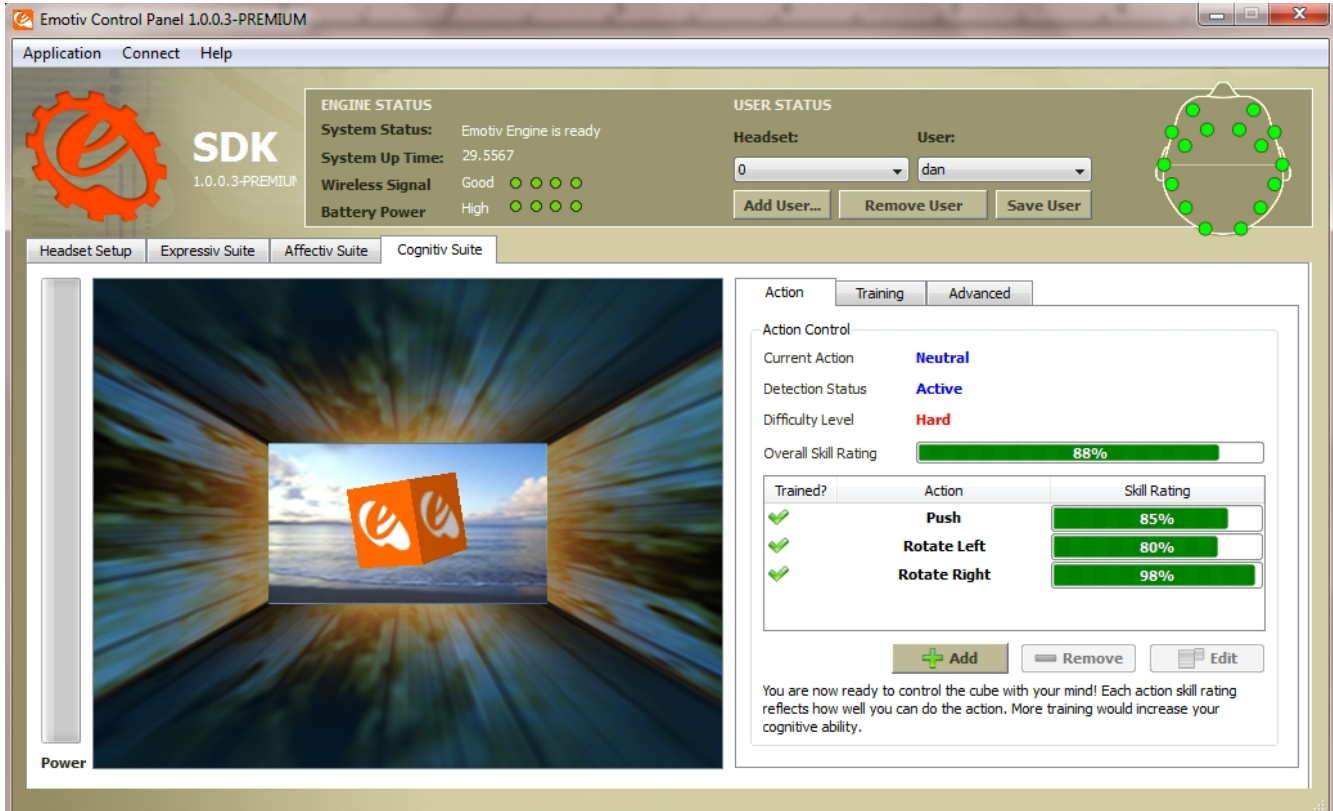 Emotiv Control Panel 1.0.0.3-PREMIUM
Application Connect Help
SDK
1.0.0.3-PREMIUM
ENGINE STATUS
System Status: Emotiv Engine is ready
System Up Time: 29.5567
Wireless Signal Good
Battery Power High
USER STATUS
Headset: User:
0 dan
Add User... Remove User Save User
Headset Setup Expressiv Suite Affectiv Suite Cognitiv Suite
Power
Action Training Advanced
Action Control
Current Action Neutral
Detection Status Active
Difficulty Level Hard
Overall Skill Rating 88%
Trained? Action Skill Rating
Push 85%
Rotate Left 80%
Rotate Right 98%
Add Remove Edit
You are now ready to control the cube with your mind! Each action skill rating
reflects how well you can do the action. More training would increase your
cognitive ability.